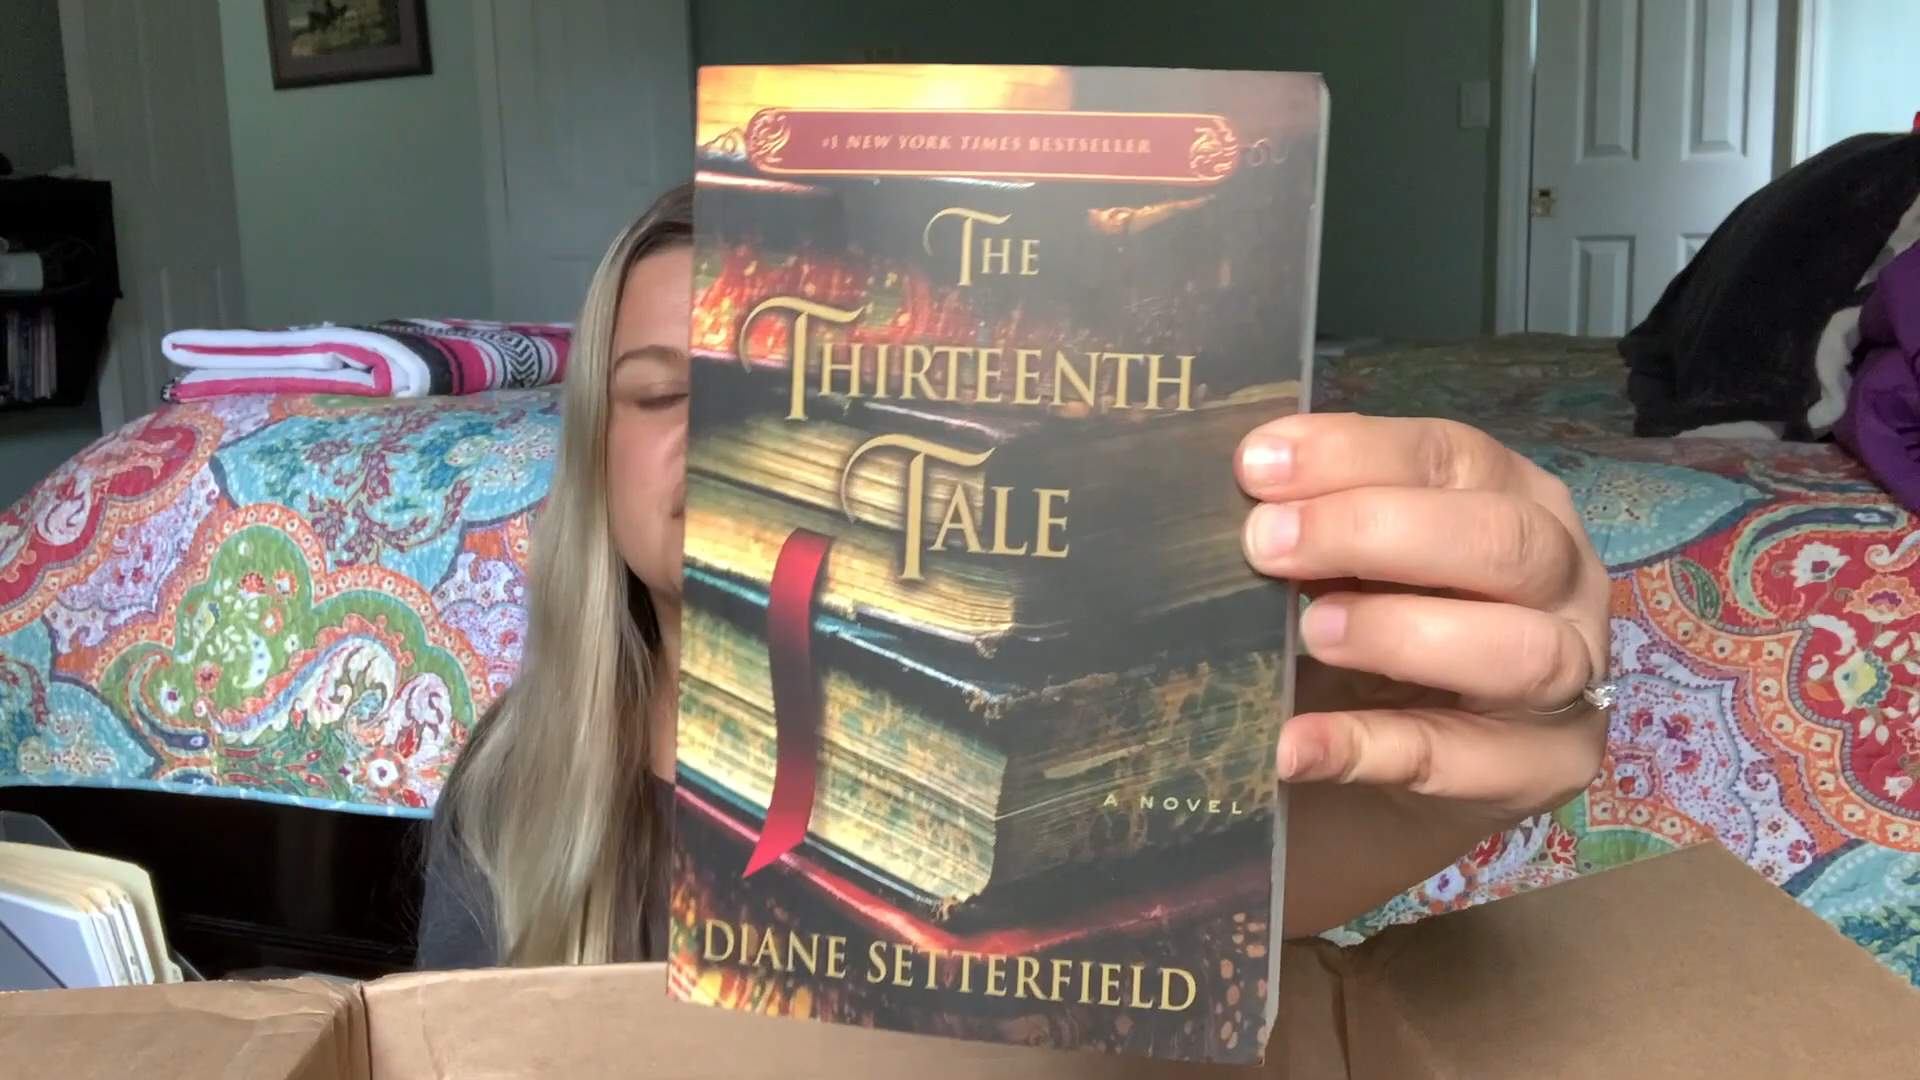 #1 NEW YORK TIMES BESTSELLER
THE
THIRTEENTH
TALE
A NOVEL
DIANE SETTERFIELD